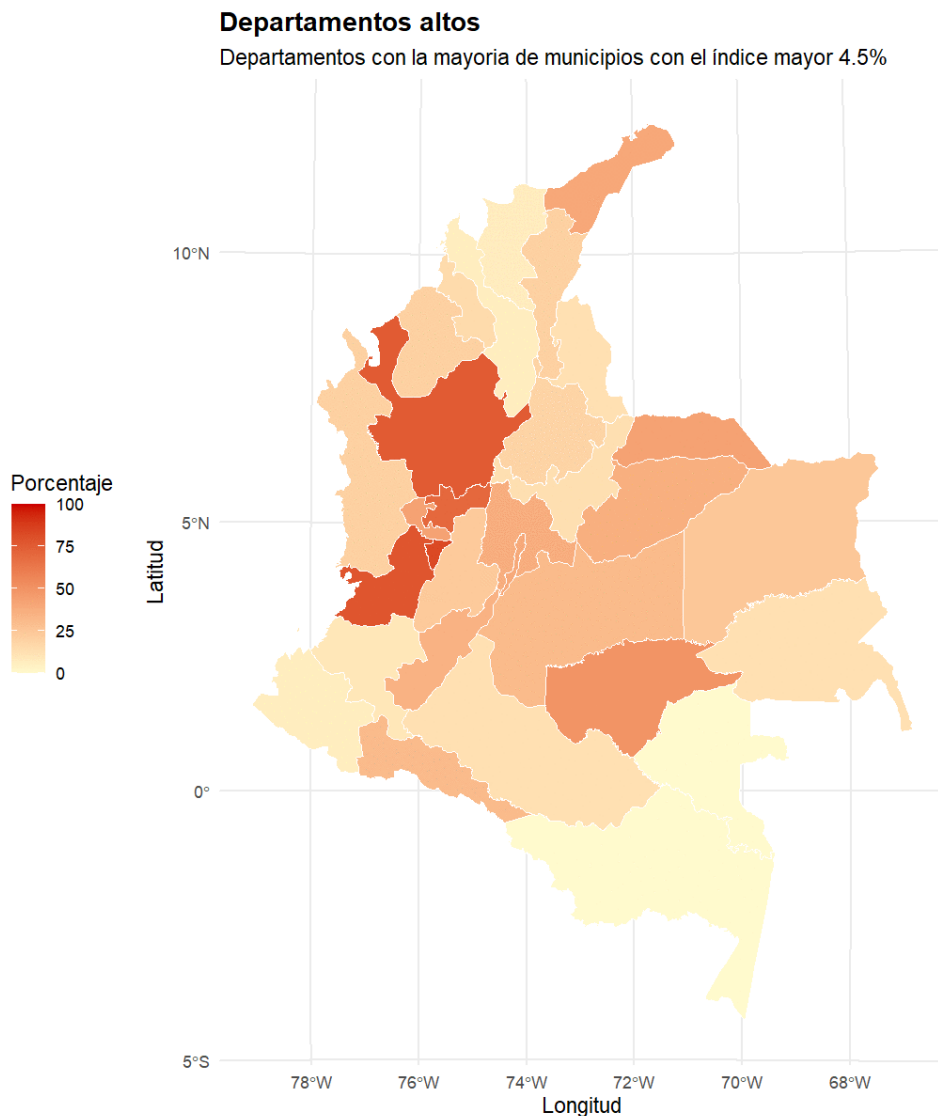 Departamentos altos
Departamentos con la mayoria de municipios con el índice mayor 4.5%
10°N
5°N
0°
5°S
Latitud
Porcentaje
100
75
50
25
0
78°W
76°W
74°W
72°W
70°W
68°W
Longitud